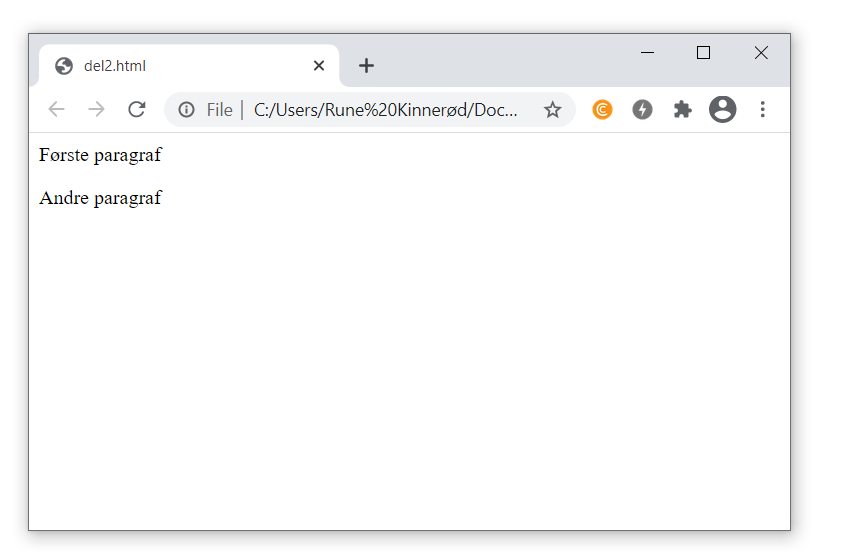 del2.html
File
C:/Users/Rune%20Kinnerød/Doc...
Første paragraf
Andre paragraf